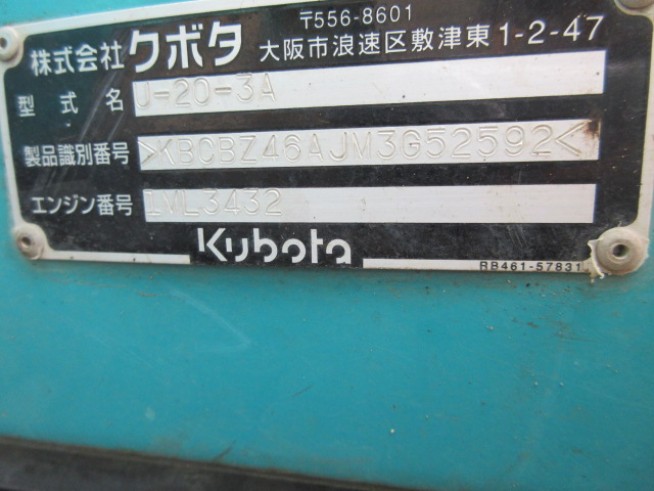 〒556-8601
株式会社クボタ 大阪市浪速区敷津東1-2-47
型式名 U-20-3A
製品識別番号 >KBCBZ46AJM3G52592<
エンジン番号 1VL3432
Kubota
RB461-57831